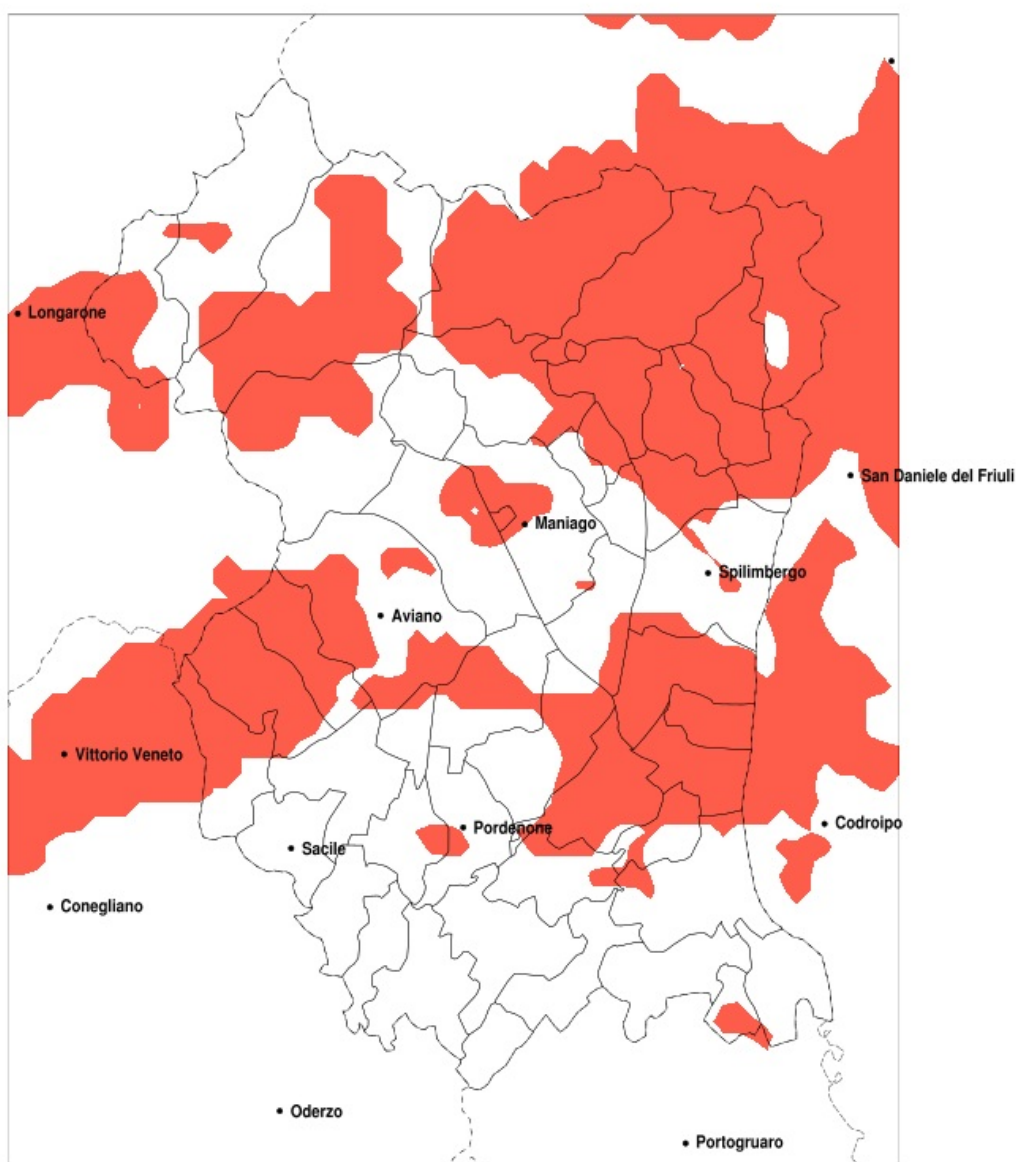 Longarone
San Daniele del Friuli
Maniago
Spilimbergo
Aviano
Vittorio Veneto
Codroipo
Pordenone
Sacile
Conegliano
Oderzo
Portogruaro